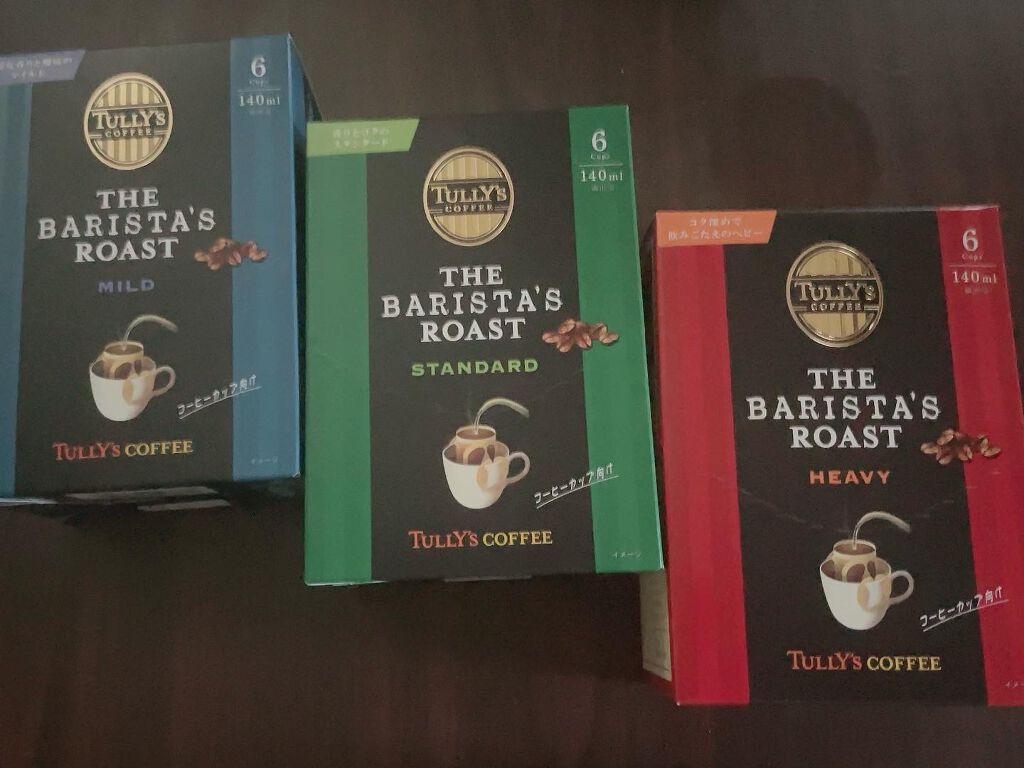 マイルド
6
Cups
140ml
TULLY'S
COFFEE
THE
BARISTA'S
ROAST
MILD
コーヒーカップ向け
TULLY'S COFFEE
イメージ
香りとコクの
スタンダード
6
Cups
140ml
TULLY'S
COFFEE
THE
BARISTA'S
ROAST
STANDARD
コーヒーカップ向け
TULLY'S COFFEE
イメージ
コク深めで
飲みごたえのヘビー
6
Cups
140ml
TULLY'S
COFFEE
THE
BARISTA'S
ROAST
HEAVY
コーヒーカップ向け
TULLY'S COFFEE